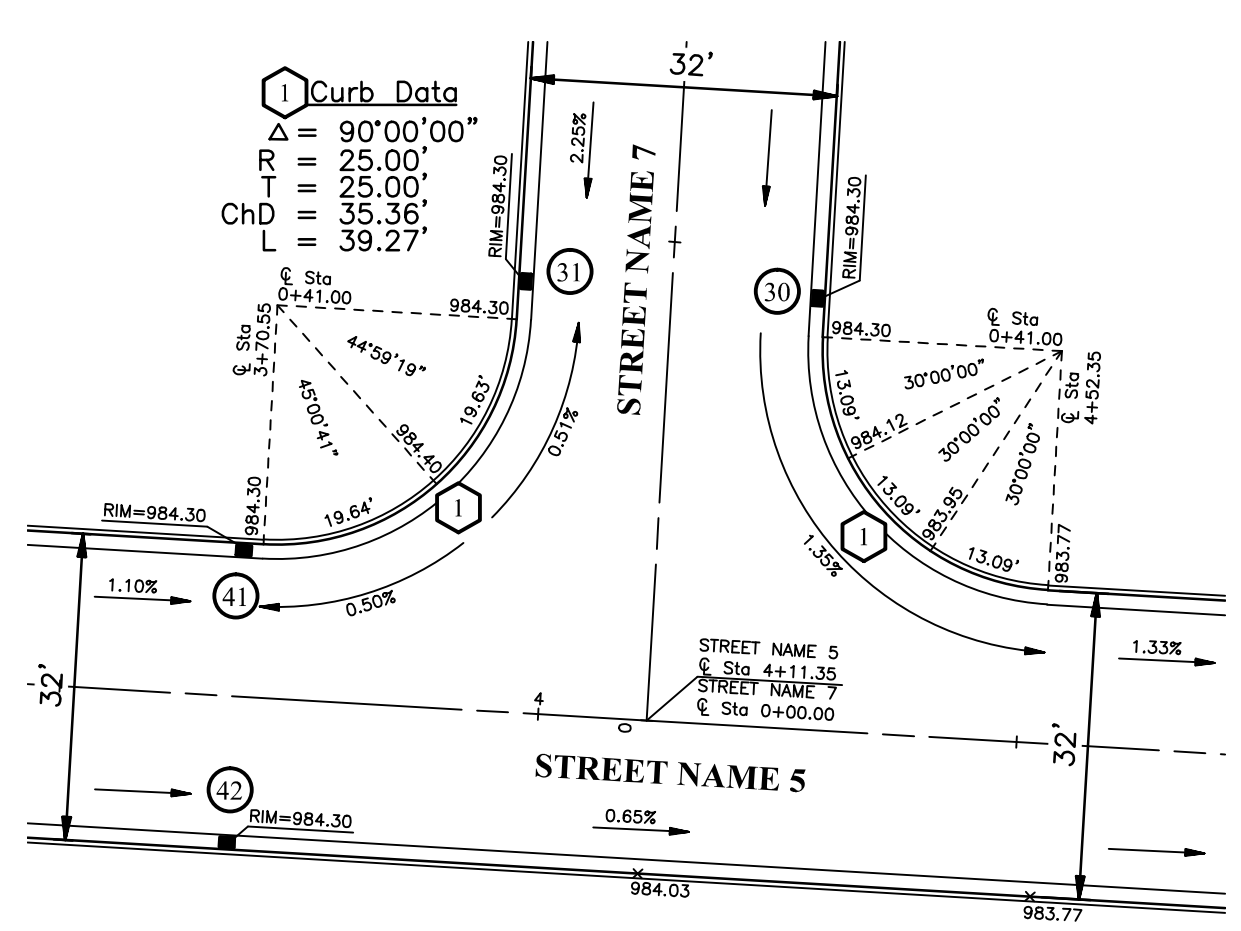 32'
1 Curb Data
Δ = 90°00'00"
R = 25.00'
T = 25.00'
ChD = 35.36'
L = 39.27'
2.25%
STREET NAME 7
RIM=984.30
RIM=984.30
31
30
℄ Sta
0+41.00
984.30
℄ Sta
3+70.55
44°59'19"
45°00'41"
19.63'
984.40
984.30
19.64'
0.51%
1
984.30
℄ Sta
0+41.00
℄ Sta
4+52.35
30°00'00"
30°00'00"
30°00'00"
13.09'
984.12
13.09'
983.95
13.09'
983.77
1
1.35%
RIM=984.30
1.10%
41
0.50%
32'
STREET NAME 5
℄ Sta 4+11.35
STREET NAME 7
℄ Sta 0+00.00
1.33%
4
0
32'
STREET NAME 5
42
RIM=984.30
0.65%
984.03
983.77